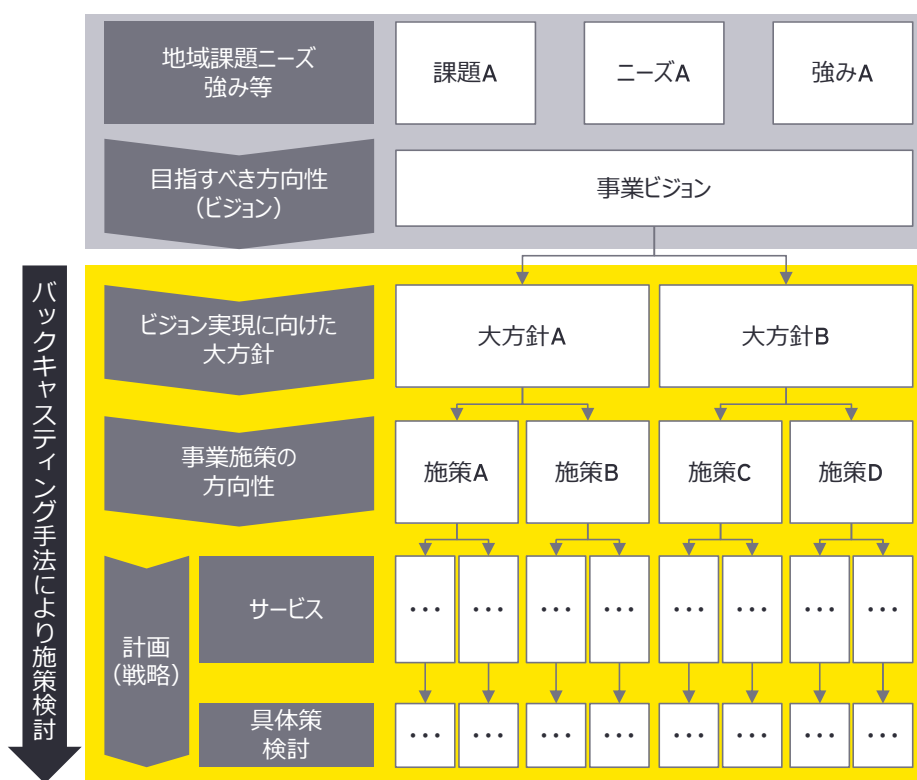 地域課題ニーズ
強み等
課題A
ニーズA
強みA
目指すべき方向性
(ビジョン)
事業ビジョン
バックキャスティング手法により施策検討
ビジョン実現に向けた
大方針
大方針A
大方針B
事業施策の
方向性
施策A
施策B
施策C
施策D
計画
(戦略)
サービス
…
…
…
…
…
…
…
…
具体策
検討
…
…
…
…
…
…
…
…